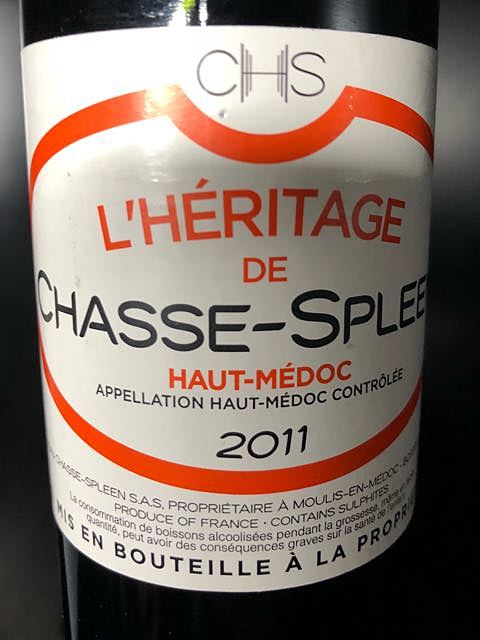 CHS
L'HÉRITAGE
DE
CHASSE-SPLEE
HAUT-MÉDOC
APPELLATION HAUT-MÉDOC CONTRÔLÉE
2011
CHASSE-SPLEEN S.A.S. PROPRIÉTAIRE À MOULIS-EN-MÉDOC -
PRODUCE OF FRANCE - CONTAINS SULPHITES
La consommation de boissons alcoolisées pendant la grossesse, même en
quantité, peut avoir des conséquences graves sur la santé de
MIS EN BOUTEILLE À LA PROPRI